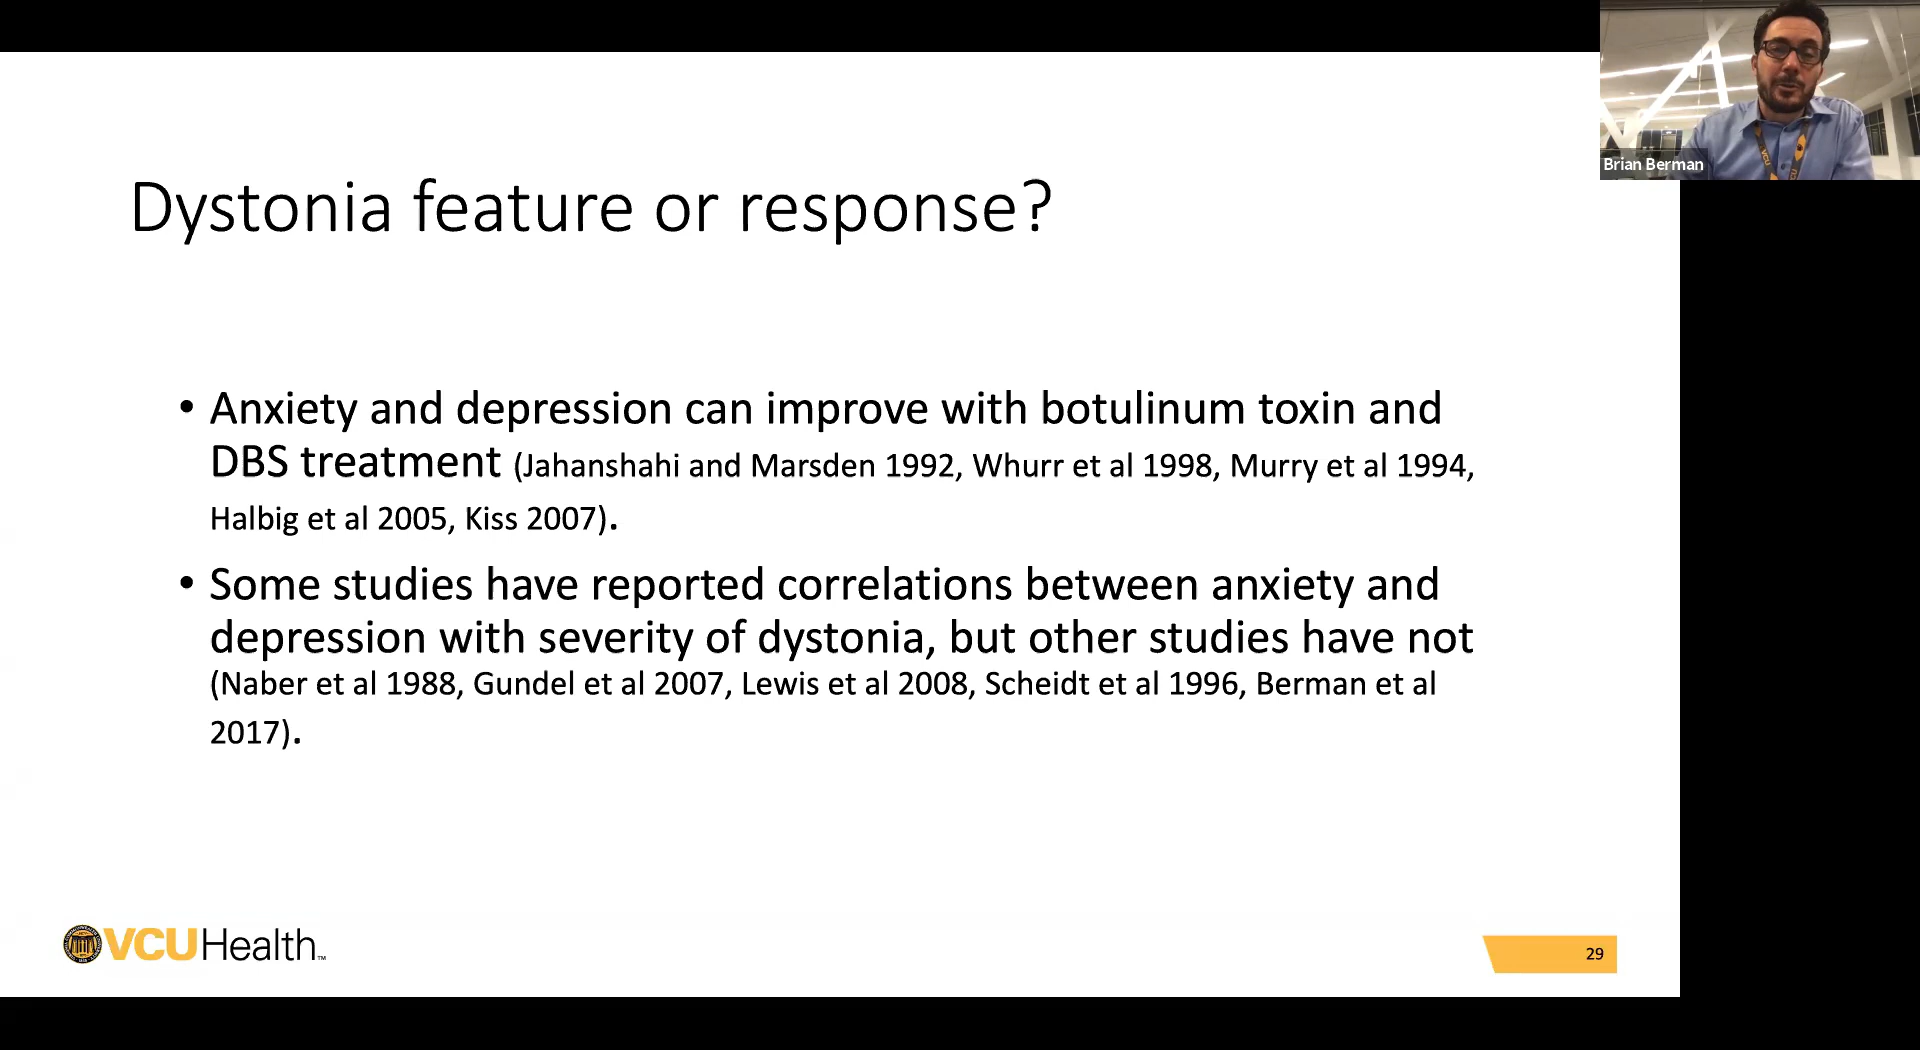 Brian Berman
Dystonia feature or response?
• Anxiety and depression can improve with botulinum toxin and
DBS treatment (Jahanshahi and Marsden 1992, Whurr et al 1998, Murry et al 1994,
Halbig et al 2005, Kiss 2007).
• Some studies have reported correlations between anxiety and
depression with severity of dystonia, but other studies have not
(Naber et al 1988, Gundel et al 2007, Lewis et al 2008, Scheidt et al 1996, Berman et al
2017).
VCUHealth™
29
VCU